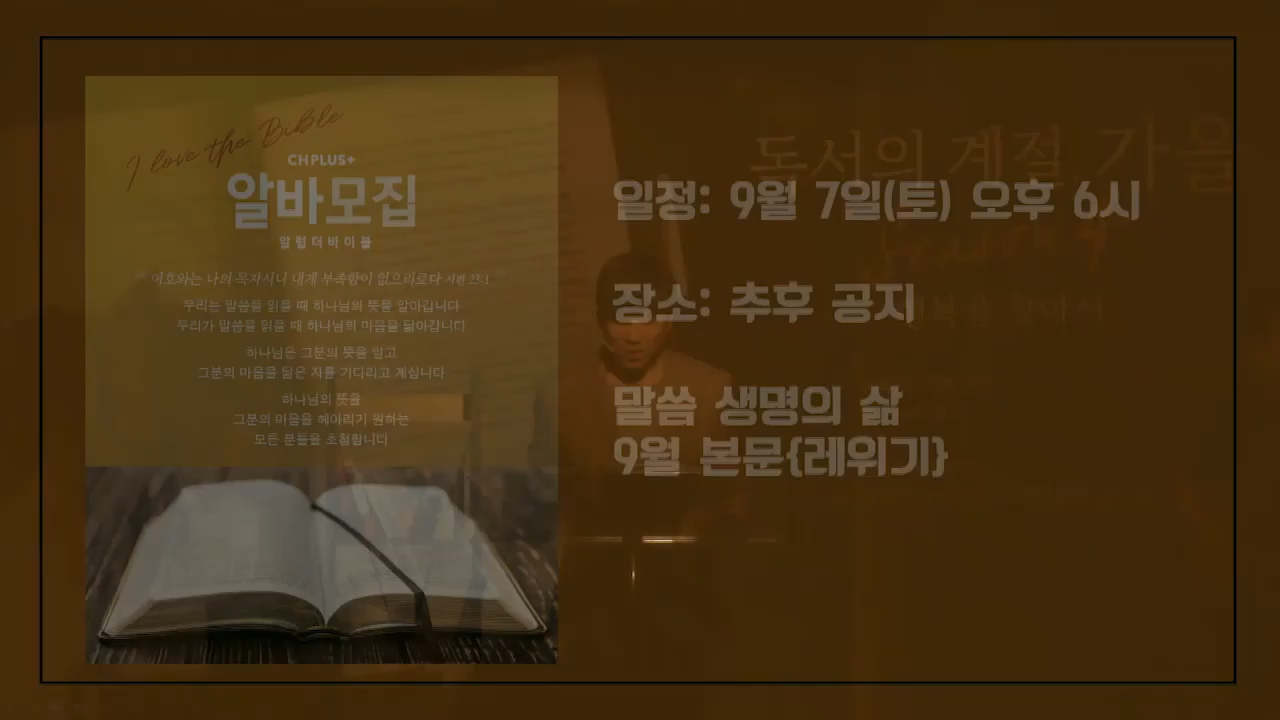 I love the Bible
CHPLUS+
알바모집
알럽더바이블
여호와는 나의 목자시니 내게 부족함이 없으리로다 시편 23:1
우리는 말씀을 읽을 때 하나님의 뜻을 알아갑니다
우리가 말씀을 읽을 때 하나님의 마음을 닮아갑니다
하나님은 그분의 뜻을 알고
그분의 마음을 닮은 자를 기다리고 계십니다
하나님의 뜻을
그분의 마음을 헤아리기 원하는
모든 분들을 초청합니다
독서의 계절, 가을
일정: 9월 7일(토) 오후 6시
장소: 추후 공지
말씀 생명의 삶
9월 본문{레위기}